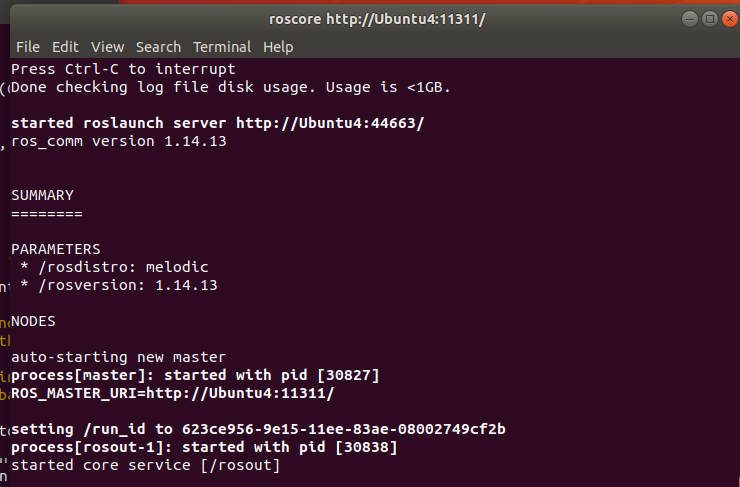 roscore http://Ubuntu4:11311/
File Edit View Search Terminal Help
Press Ctrl-C to interrupt
Done checking log file disk usage. Usage is <1GB.
started roslaunch server http://Ubuntu4:44663/
ros_comm version 1.14.13
SUMMARY
========
PARAMETERS
* /rosdistro: melodic
* /rosversion: 1.14.13
NODES
auto-starting new master
process[master]: started with pid [30827]
ROS_MASTER_URI=http://Ubuntu4:11311/
setting /run_id to 623ce956-9e15-11ee-83ae-08002749cf2b
process[rosout-1]: started with pid [30838]
started core service [/rosout]